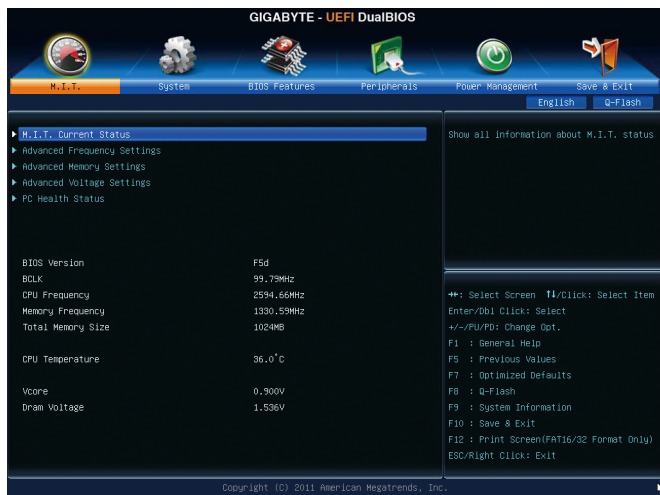 GIGABYTE - UEFI DualBIOS
M.I.T. System BIOS Features Peripherals Power Management Save & Exit
English Q-Flash
M.I.T. Current Status
Advanced Frequency Settings
Advanced Memory Settings
Advanced Voltage Settings
PC Health Status
BIOS Version F5d
BCLK 99.79MHz
CPU Frequency 2594.66MHz
Memory Frequency 1330.59MHz
Total Memory Size 1024MB
CPU Temperature 36.0°C
Vcore 0.900V
Dram Voltage 1.536V
Show all information about M.I.T. status
→←: Select Screen ↑↓/Click: Select Item
Enter/Dbl Click: Select
+/-/PU/PD: Change Opt.
F1 : General Help
F5 : Previous Values
F7 : Optimized Defaults
F8 : Q-Flash
F9 : System Information
F10 : Save & Exit
F12 : Print Screen(FAT16/32 Format Only)
ESC/Right Click: Exit
Copyright (C) 2011 American Megatrends, Inc.